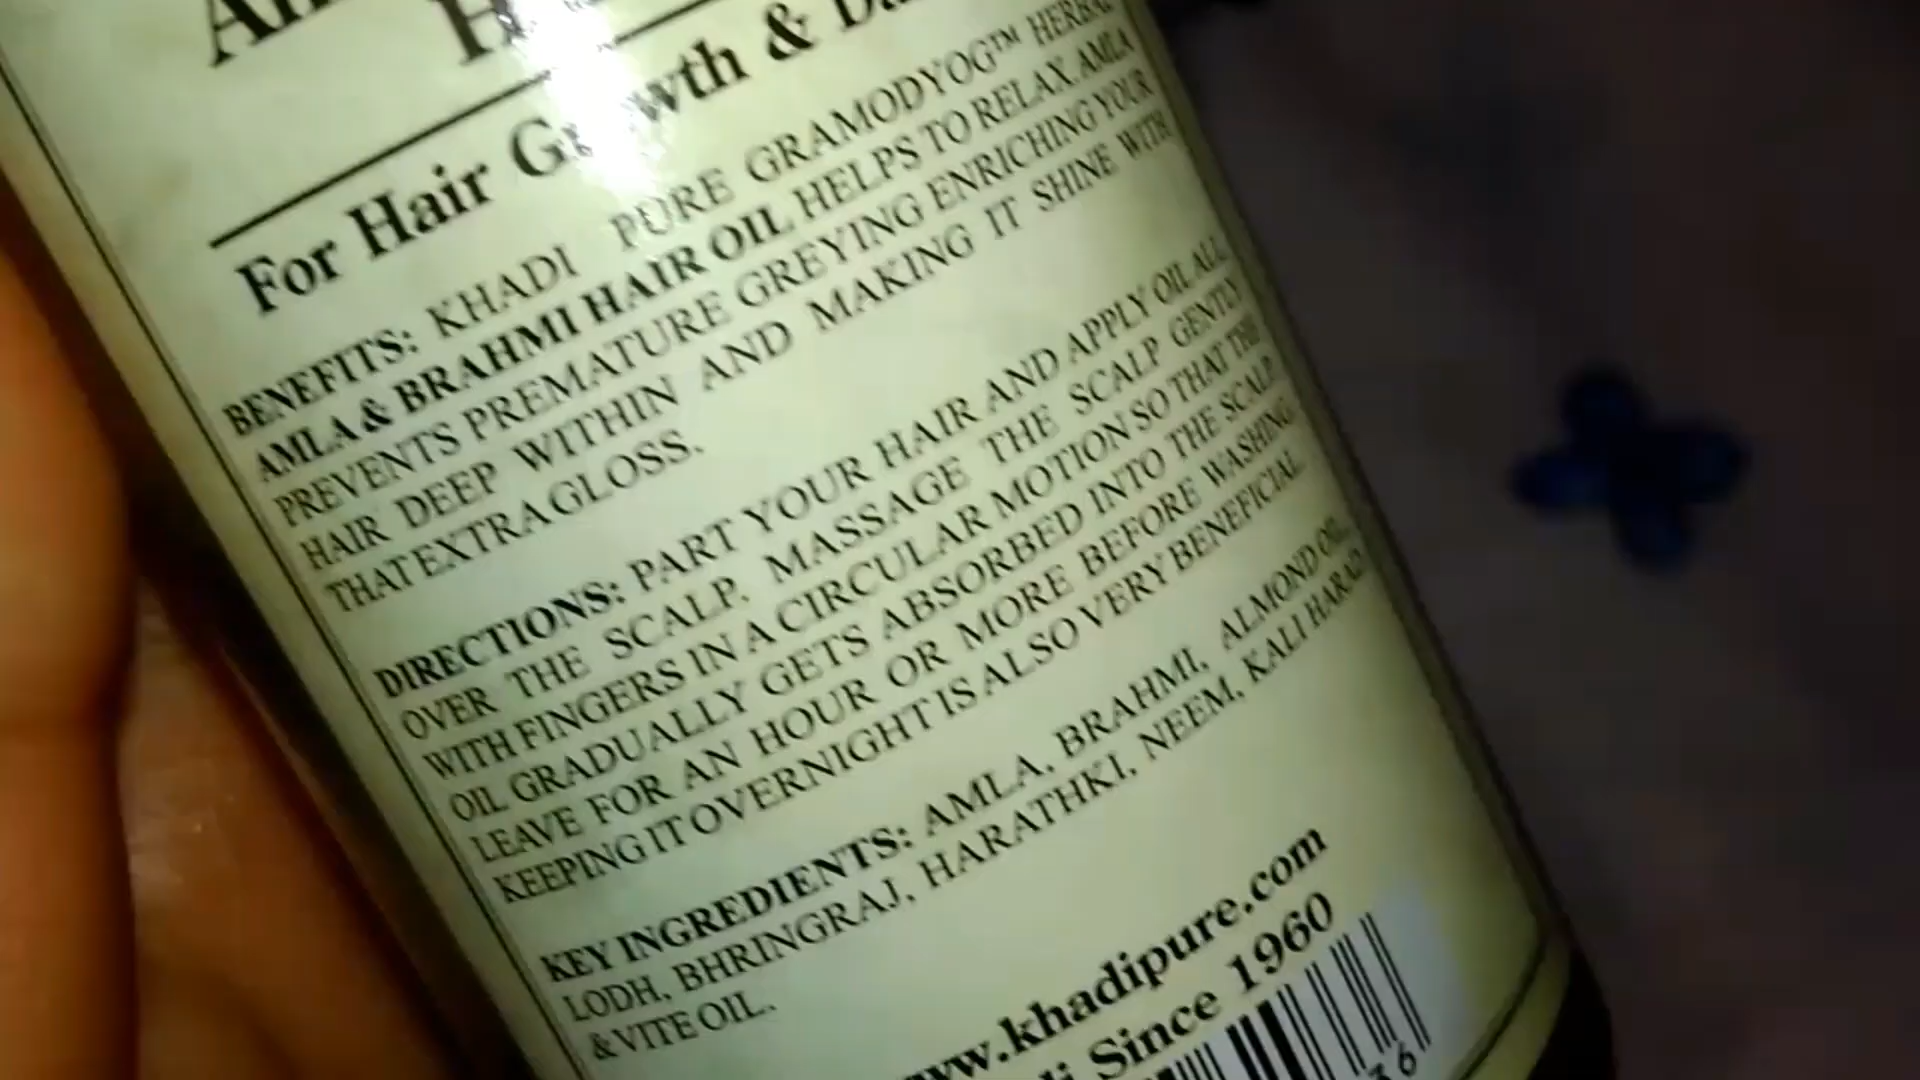 For Hair Growth &
BENEFITS: KHADI PURE GRAMODYOG™ HERBAL
AMLA & BRAHMI HAIR OIL HELPS TO RELAX. AMLA
PREVENTS PREMATURE GREYING ENRICHING YOUR
HAIR DEEP WITHIN AND MAKING IT SHINE WITH
THAT EXTRA GLOSS.
DIRECTIONS: PART YOUR HAIR AND APPLY OIL ALL
OVER THE SCALP. MASSAGE THE SCALP GENTLY
WITH FINGERS IN A CIRCULAR MOTION SO THAT THE
OIL GRADUALLY GETS ABSORBED INTO THE SCALP.
LEAVE FOR AN HOUR OR MORE BEFORE WASHING.
KEEPING IT OVERNIGHT IS ALSO VERY BENEFICIAL.
KEY INGREDIENTS: AMLA, BRAHMI, ALMOND OIL,
LODH, BHRINGRAJ, HARATHKI, NEEM, KALI HARAD
& VITE OIL.
www.khadipure.com
Since 1960
36